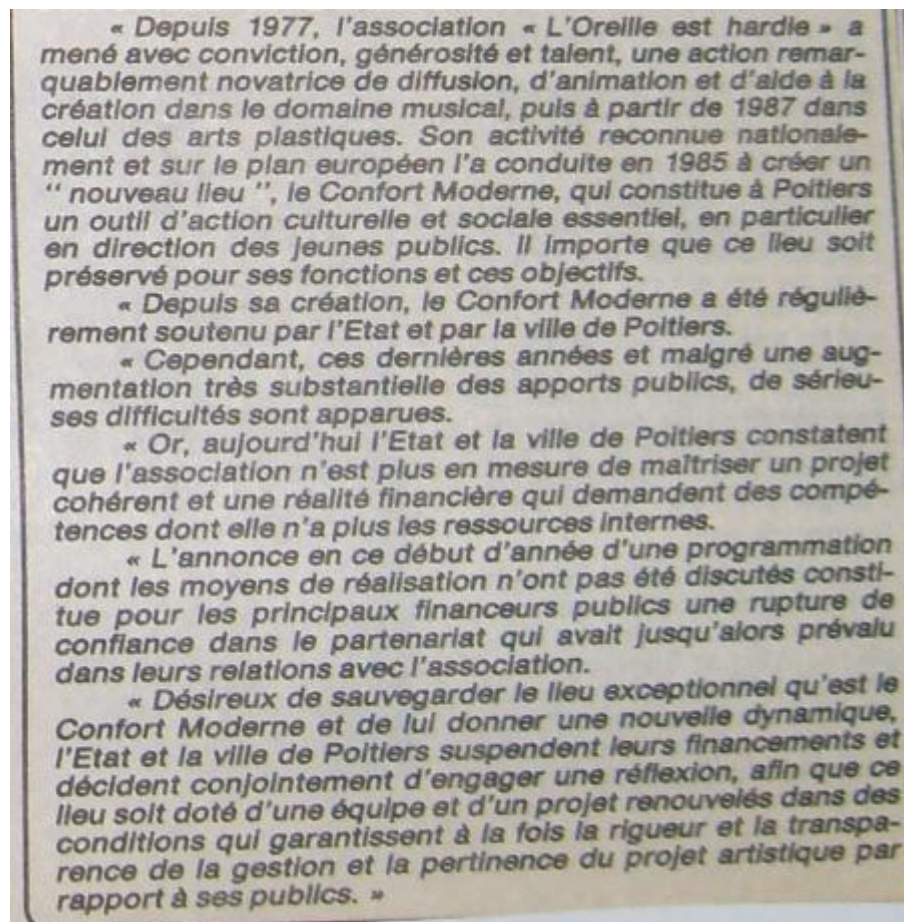 « Depuis 1977, l'association « L'Oreille est hardie » a
mené avec conviction, générosité et talent, une action remar-
quablement novatrice de diffusion, d'animation et d'aide à la
création dans le domaine musical, puis à partir de 1987 dans
celui des arts plastiques. Son activité reconnue nationale-
ment et sur le plan européen l'a conduite en 1985 à créer un
“ nouveau lieu ”, le Confort Moderne, qui constitue à Poitiers
un outil d'action culturelle et sociale essentiel, en particulier
en direction des jeunes publics. Il importe que ce lieu soit
préservé pour ses fonctions et ces objectifs.
« Depuis sa création, le Confort Moderne a été réguliè-
rement soutenu par l'Etat et par la ville de Poitiers.
« Cependant, ces dernières années et malgré une aug-
mentation très substantielle des apports publics, de sérieu-
ses difficultés sont apparues.
« Or, aujourd'hui l'Etat et la ville de Poitiers constatent
que l'association n'est plus en mesure de maîtriser un projet
cohérent et une réalité financière qui demandent des compé-
tences dont elle n'a plus les ressources internes.
« L'annonce en ce début d'année d'une programmation
dont les moyens de réalisation n'ont pas été discutés consti-
tue pour les principaux financeurs publics une rupture de
confiance dans le partenariat qui avait jusqu'alors prévalu
dans leurs relations avec l'association.
« Désireux de sauvegarder le lieu exceptionnel qu'est le
Confort Moderne et de lui donner une nouvelle dynamique,
l'Etat et la ville de Poitiers suspendent leurs financements et
décident conjointement d'engager une réflexion, afin que ce
lieu soit doté d'une équipe et d'un projet renouvelés dans des
conditions qui garantissent à la fois la rigueur et la transpa-
rence de la gestion et la pertinence du projet artistique par
rapport à ses publics. »